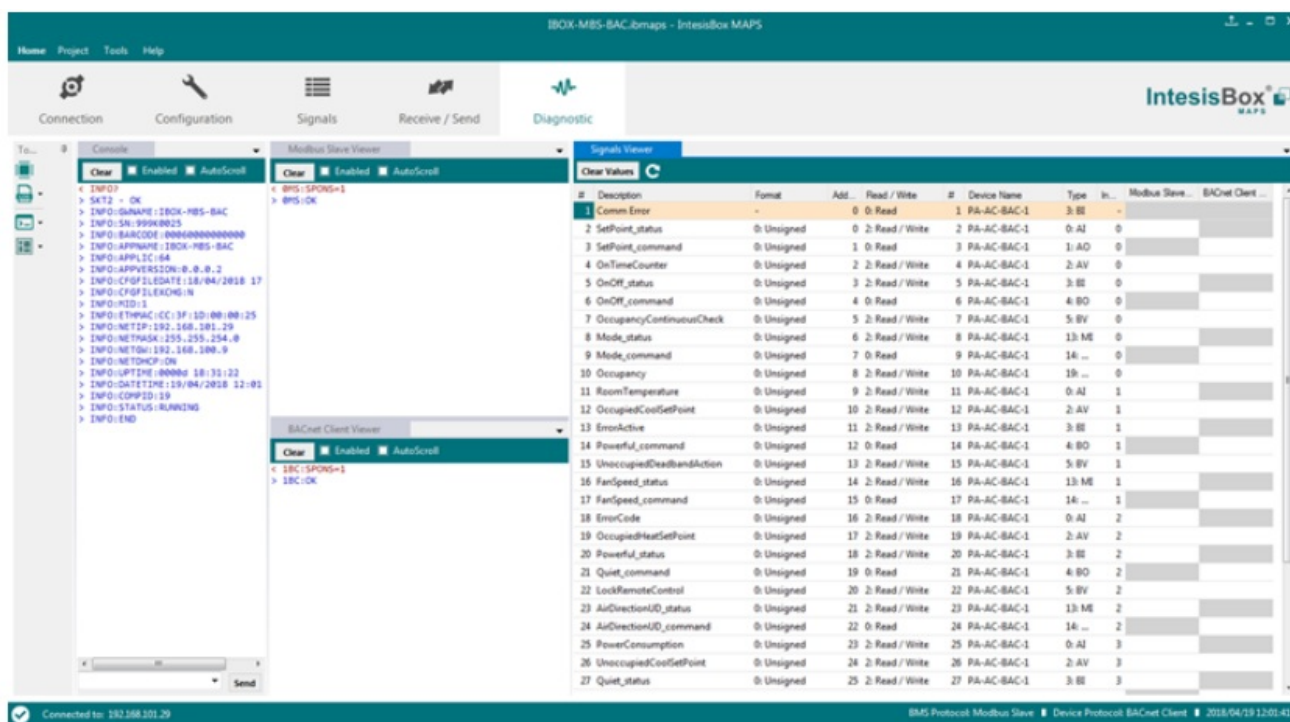 IBOX-MBS-BAC.ibmaps - IntesisBox MAPS
Home Project Tools Help
Connection Configuration Signals Receive / Send Diagnostic
IntesisBox® MAPS
To...
Console
Clear Enabled AutoScroll
< INFO?
> SKT2 - OK
> INFO:GWNAME:IBOX-MBS-BAC
> INFO:SN:999K0025
> INFO:BARCODE:00060000000000
> INFO:APPNAME:IBOX-MBS-BAC
> INFO:APPLIC:64
> INFO:APPVERSION:0.0.0.2
> INFO:CFGFILEDATE:18/04/2018 17
> INFO:CFGFILEXCHG:N
> INFO:MID:1
> INFO:ETHMAC:CC:3F:1D:00:00:25
> INFO:NETIP:192.168.101.29
> INFO:NETMASK:255.255.254.0
> INFO:NETGW:192.168.100.9
> INFO:NETDHCP:ON
> INFO:UPTIME:0000d 18:31:22
> INFO:DATETIME:19/04/2018 12:01
> INFO:COMPID:19
> INFO:STATUS:RUNNING
> INFO:END
Send
Modbus Slave Viewer
Clear Enabled AutoScroll
< 0MS:SPONS=1
> 0MS:OK
BACnet Client Viewer
Clear Enabled AutoScroll
< 1BC:SPONS=1
> 1BC:OK
Signals Viewer
Clear Values
# Description Format Add... Read / Write # Device Name Type In... Modbus Slave... BACnet Client ...
1 Comm Error - 0 0: Read 1 PA-AC-BAC-1 3: BI -
2 SetPoint_status 0: Unsigned 0 2: Read / Write 2 PA-AC-BAC-1 0: AI 0
3 SetPoint_command 0: Unsigned 1 0: Read 3 PA-AC-BAC-1 1: AO 0
4 OnTimeCounter 0: Unsigned 2 2: Read / Write 4 PA-AC-BAC-1 2: AV 0
5 OnOff_status 0: Unsigned 3 2: Read / Write 5 PA-AC-BAC-1 3: BI 0
6 OnOff_command 0: Unsigned 4 0: Read 6 PA-AC-BAC-1 4: BO 0
7 OccupancyContinuousCheck 0: Unsigned 5 2: Read / Write 7 PA-AC-BAC-1 5: BV 0
8 Mode_status 0: Unsigned 6 2: Read / Write 8 PA-AC-BAC-1 13: MI 0
9 Mode_command 0: Unsigned 7 0: Read 9 PA-AC-BAC-1 14: ... 0
10 Occupancy 0: Unsigned 8 2: Read / Write 10 PA-AC-BAC-1 19: ... 0
11 RoomTemperature 0: Unsigned 9 2: Read / Write 11 PA-AC-BAC-1 0: AI 1
12 OccupiedCoolSetPoint 0: Unsigned 10 2: Read / Write 12 PA-AC-BAC-1 2: AV 1
13 ErrorActive 0: Unsigned 11 2: Read / Write 13 PA-AC-BAC-1 3: BI 1
14 Powerful_command 0: Unsigned 12 0: Read 14 PA-AC-BAC-1 4: BO 1
15 UnoccupiedDeadbandAction 0: Unsigned 13 2: Read / Write 15 PA-AC-BAC-1 5: BV 1
16 FanSpeed_status 0: Unsigned 14 2: Read / Write 16 PA-AC-BAC-1 13: MI 1
17 FanSpeed_command 0: Unsigned 15 0: Read 17 PA-AC-BAC-1 14: ... 1
18 ErrorCode 0: Unsigned 16 2: Read / Write 18 PA-AC-BAC-1 0: AI 2
19 OccupiedHeatSetPoint 0: Unsigned 17 2: Read / Write 19 PA-AC-BAC-1 2: AV 2
20 Powerful_status 0: Unsigned 18 2: Read / Write 20 PA-AC-BAC-1 3: BI 2
21 Quiet_command 0: Unsigned 19 0: Read 21 PA-AC-BAC-1 4: BO 2
22 LockRemoteControl 0: Unsigned 20 2: Read / Write 22 PA-AC-BAC-1 5: BV 2
23 AirDirectionUD_status 0: Unsigned 21 2: Read / Write 23 PA-AC-BAC-1 13: MI 2
24 AirDirectionUD_command 0: Unsigned 22 0: Read 24 PA-AC-BAC-1 14: ... 2
25 PowerConsumption 0: Unsigned 23 2: Read / Write 25 PA-AC-BAC-1 0: AI 3
26 UnoccupiedCoolSetPoint 0: Unsigned 24 2: Read / Write 26 PA-AC-BAC-1 2: AV 3
27 Quiet_status 0: Unsigned 25 2: Read / Write 27 PA-AC-BAC-1 3: BI 3
Connected to: 192.168.101.29
BMS Protocol: Modbus Slave Device Protocol: BACnet Client 2018/04/19 12:01:41